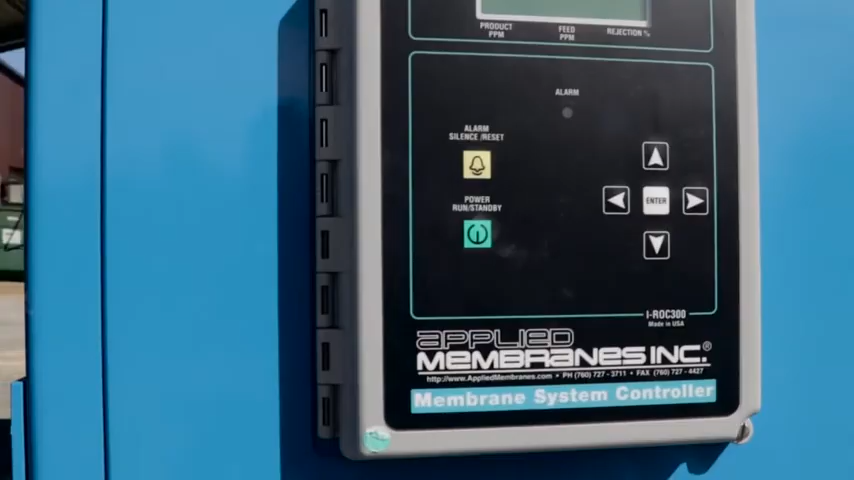 PRODUCT PPM
FEED PPM
REJECTION %
ALARM
ALARM
SILENCE /RESET
POWER
RUN/STANDBY
ENTER
I-ROC300
Made in USA
APPLIED
MEMBRANES INC.®
http://www.AppliedMembranes.com • PH (760) 727-3711 • FAX (760) 727-4427
Membrane System Controller